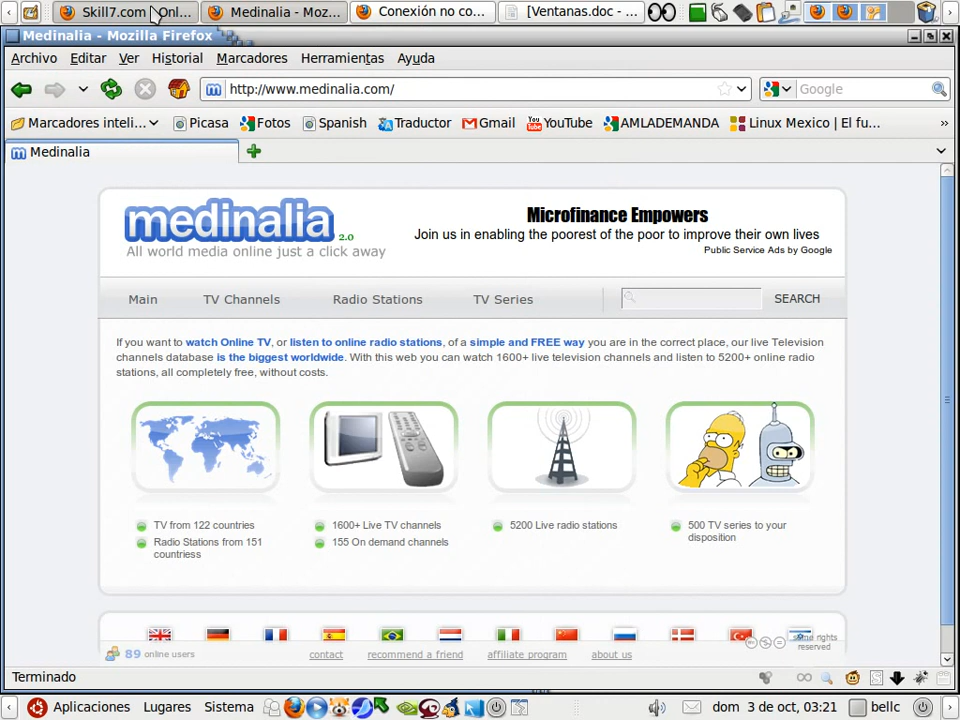 Skill7.com | Onl...
Medinalia - Moz...
Conexión no co...
[Ventanas.doc - ...
Medinalia - Mozilla Firefox
Archivo Editar Ver Historial Marcadores Herramientas Ayuda
http://www.medinalia.com/
Google
Marcadores inteli... Picasa Fotos Spanish Traductor Gmail YouTube AMLADEMANDA Linux Mexico | El fu... »
Medinalia
medinalia 2.0
All world media online just a click away
Microfinance Empowers
Join us in enabling the poorest of the poor to improve their own lives
Public Service Ads by Google
Main TV Channels Radio Stations TV Series SEARCH
If you want to watch Online TV, or listen to online radio stations, of a simple and FREE way you are in the correct place, our live Television
channels database is the biggest worldwide. With this web you can watch 1600+ live television channels and listen to 5200+ online radio
stations, all completely free, without costs.
TV from 122 countries
Radio Stations from 151
countriess
1600+ Live TV channels
155 On demand channels
5200 Live radio stations
500 TV series to your
disposition
89 online users
contact
recommend a friend
affiliate program
about us
some rights
reserved
Terminado
Aplicaciones Lugares Sistema
dom 3 de oct, 03:21
bellc